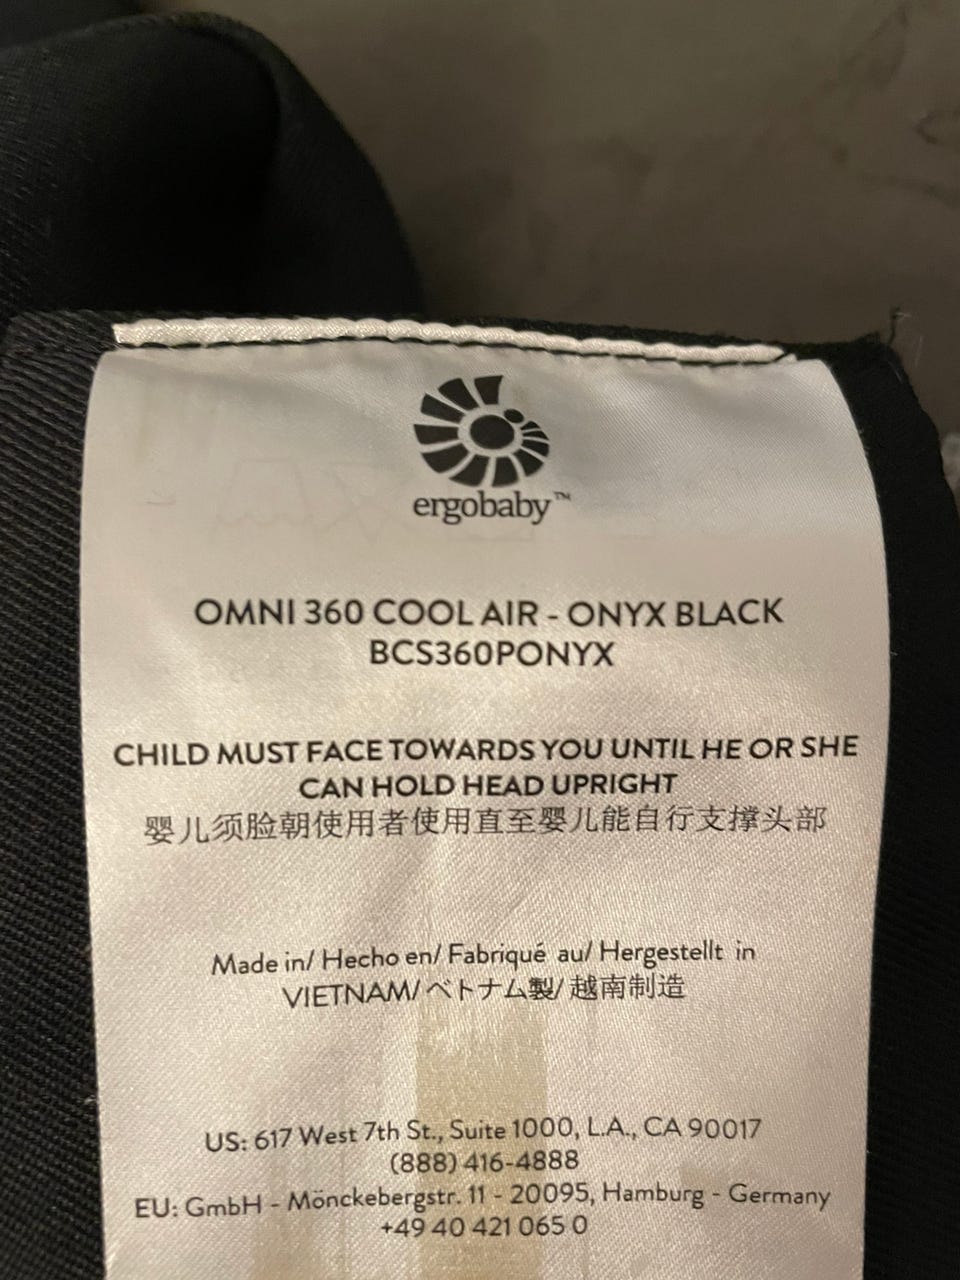 ergobaby™
OMNI 360 COOL AIR - ONYX BLACK
BCS360PONYX
CHILD MUST FACE TOWARDS YOU UNTIL HE OR SHE
CAN HOLD HEAD UPRIGHT
婴儿须脸朝使用者使用直至婴儿能自行支撑头部
Made in/ Hecho en/ Fabriqué au/ Hergestellt in
VIETNAM/ベトナム製/越南制造
US: 617 West 7th St., Suite 1000, L.A., CA 90017
(888) 416-4888
EU: GmbH - Mönckebergstr. 11 - 20095, Hamburg - Germany
+49 40 421 065 0